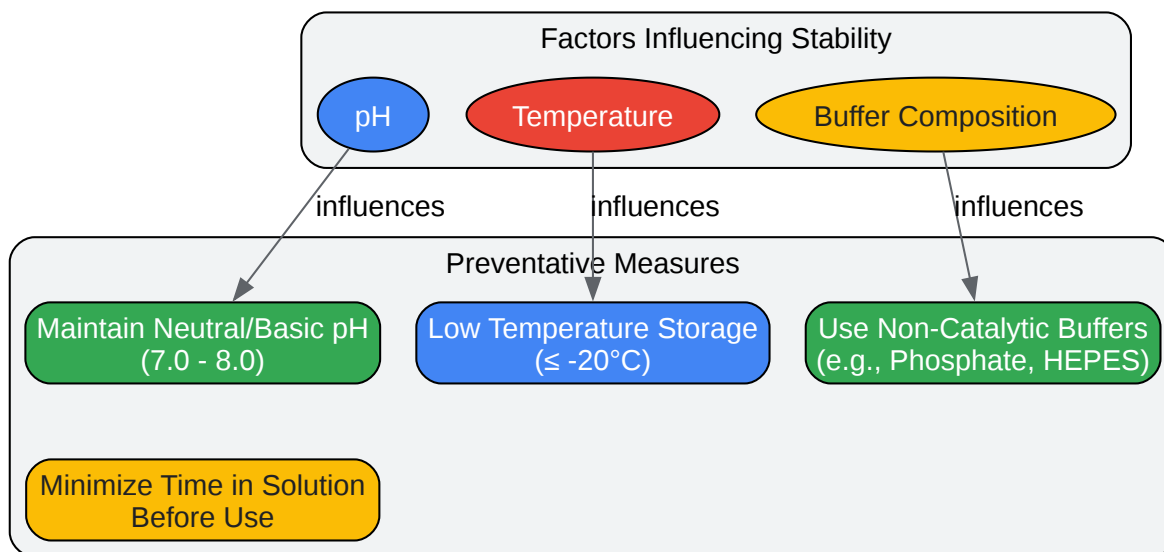 Factors Influencing Stability
pH
Temperature
Buffer Composition
influences
influences
influences
Preventative Measures
Maintain Neutral/Basic pH
(7.0 - 8.0)
Low Temperature Storage
(≤ -20°C)
Use Non-Catalytic Buffers
(e.g., Phosphate, HEPES)
Minimize Time in Solution
Before Use